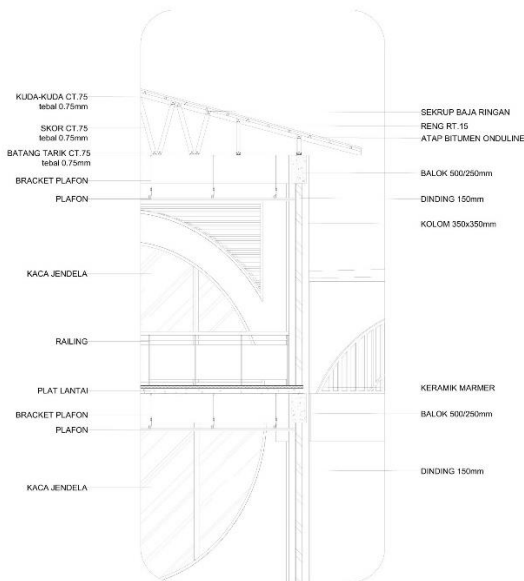 KUDA-KUDA CT.75
tebal 0.75mm
SKOR CT.75
tebal 0.75mm
BATANG TARIK CT.75
tebal 0.75mm
BRACKET PLAFON
PLAFON
KACA JENDELA
RAILING
PLAT LANTAI
BRACKET PLAFON
PLAFON
KACA JENDELA
SEKRUP BAJA RINGAN
RENG RT.15
ATAP BITUMEN ONDULINE
BALOK 500/250mm
DINDING 150mm
KOLOM 350x350mm
KERAMIK MARMER
BALOK 500/250mm
DINDING 150mm